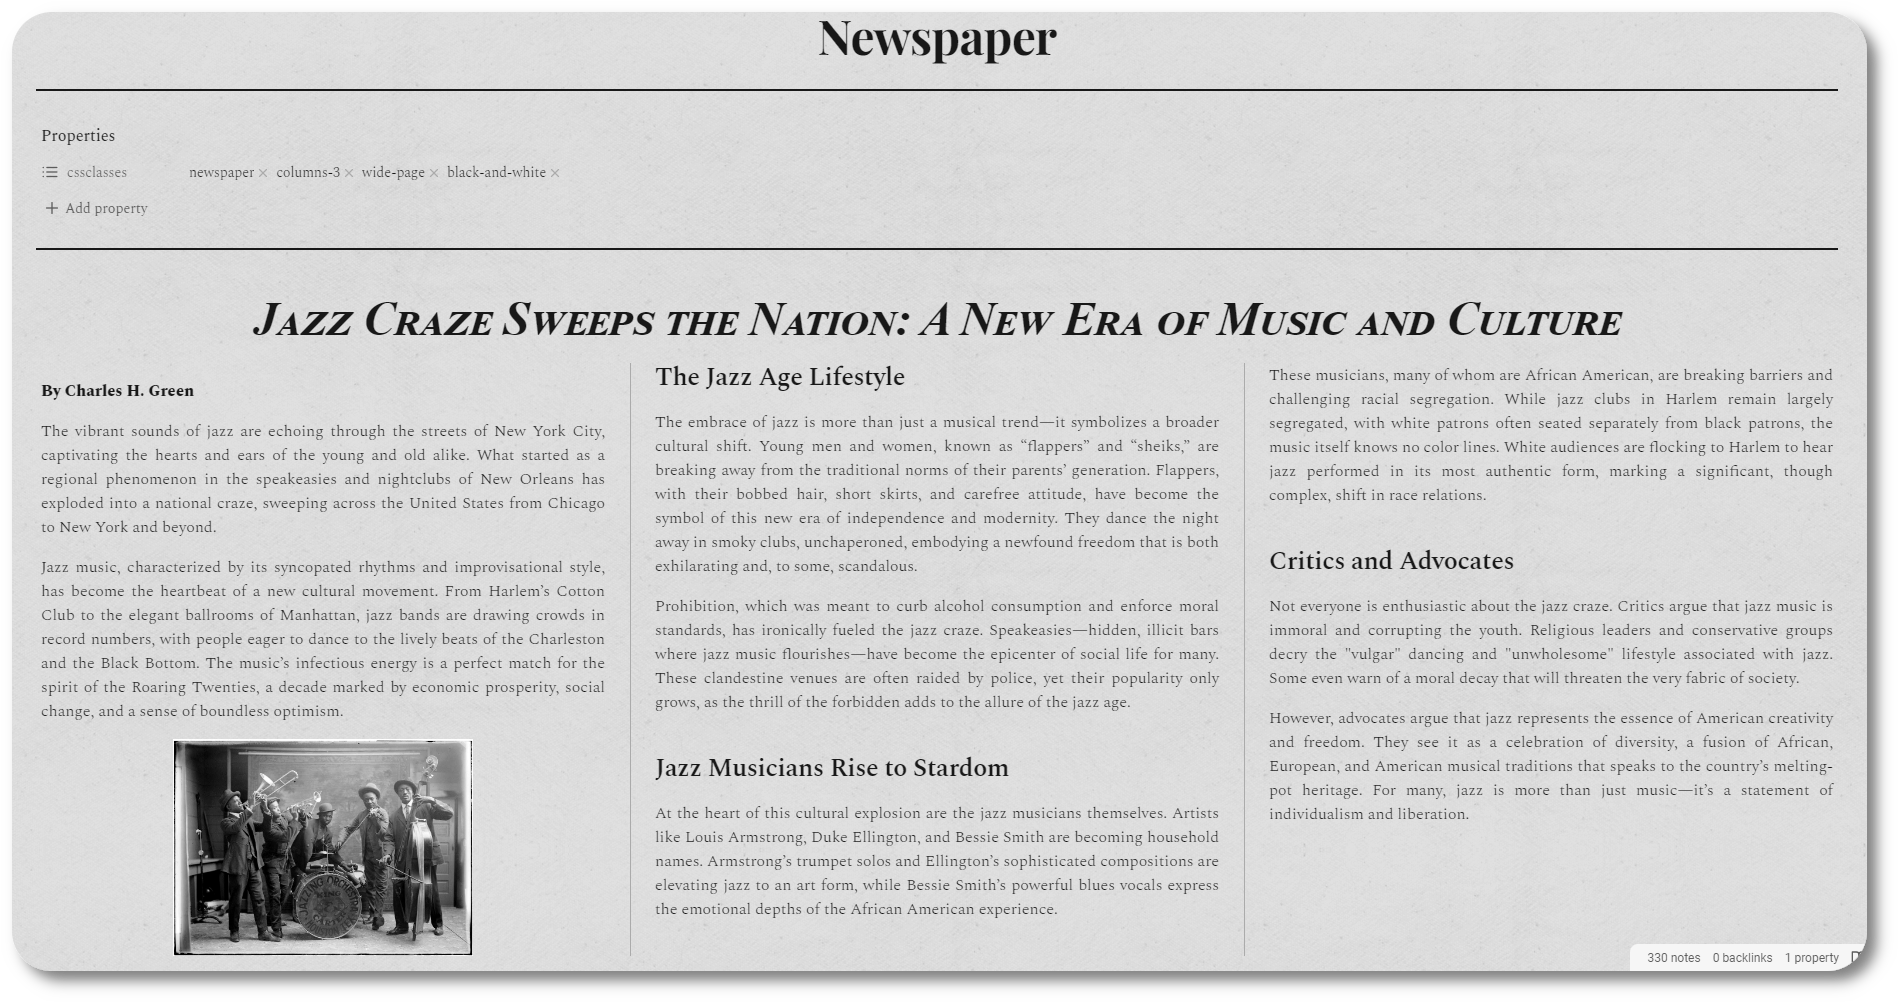 Newspaper
Properties
cssclasses newspaper × columns-3 × wide-page × black-and-white ×
+ Add property
Jazz Craze Sweeps the Nation: A New Era of Music and Culture
By Charles H. Green
The vibrant sounds of jazz are echoing through the streets of New York City,
captivating the hearts and ears of the young and old alike. What started as a
regional phenomenon in the speakeasies and nightclubs of New Orleans has
exploded into a national craze, sweeping across the United States from Chicago
to New York and beyond.
Jazz music, characterized by its syncopated rhythms and improvisational style,
has become the heartbeat of a new cultural movement. From Harlem’s Cotton
Club to the elegant ballrooms of Manhattan, jazz bands are drawing crowds in
record numbers, with people eager to dance to the lively beats of the Charleston
and the Black Bottom. The music’s infectious energy is a perfect match for the
spirit of the Roaring Twenties, a decade marked by economic prosperity, social
change, and a sense of boundless optimism.
The Jazz Age Lifestyle
The embrace of jazz is more than just a musical trend—it symbolizes a broader
cultural shift. Young men and women, known as “flappers” and “sheiks,” are
breaking away from the traditional norms of their parents’ generation. Flappers,
with their bobbed hair, short skirts, and carefree attitude, have become the
symbol of this new era of independence and modernity. They dance the night
away in smoky clubs, unchaperoned, embodying a newfound freedom that is both
exhilarating and, to some, scandalous.
Prohibition, which was meant to curb alcohol consumption and enforce moral
standards, has ironically fueled the jazz craze. Speakeasies—hidden, illicit bars
where jazz music flourishes—have become the epicenter of social life for many.
These clandestine venues are often raided by police, yet their popularity only
grows, as the thrill of the forbidden adds to the allure of the jazz age.
Jazz Musicians Rise to Stardom
At the heart of this cultural explosion are the jazz musicians themselves. Artists
like Louis Armstrong, Duke Ellington, and Bessie Smith are becoming household
names. Armstrong’s trumpet solos and Ellington’s sophisticated compositions are
elevating jazz to an art form, while Bessie Smith’s powerful blues vocals express
the emotional depths of the African American experience.
These musicians, many of whom are African American, are breaking barriers and
challenging racial segregation. While jazz clubs in Harlem remain largely
segregated, with white patrons often seated separately from black patrons, the
music itself knows no color lines. White audiences are flocking to Harlem to hear
jazz performed in its most authentic form, marking a significant, though
complex, shift in race relations.
Critics and Advocates
Not everyone is enthusiastic about the jazz craze. Critics argue that jazz music is
immoral and corrupting the youth. Religious leaders and conservative groups
decry the "vulgar" dancing and "unwholesome" lifestyle associated with jazz.
Some even warn of a moral decay that will threaten the very fabric of society.
However, advocates argue that jazz represents the essence of American creativity
and freedom. They see it as a celebration of diversity, a fusion of African,
European, and American musical traditions that speaks to the country’s melting-
pot heritage. For many, jazz is more than just music—it’s a statement of
individualism and liberation.
330 notes 0 backlinks 1 property